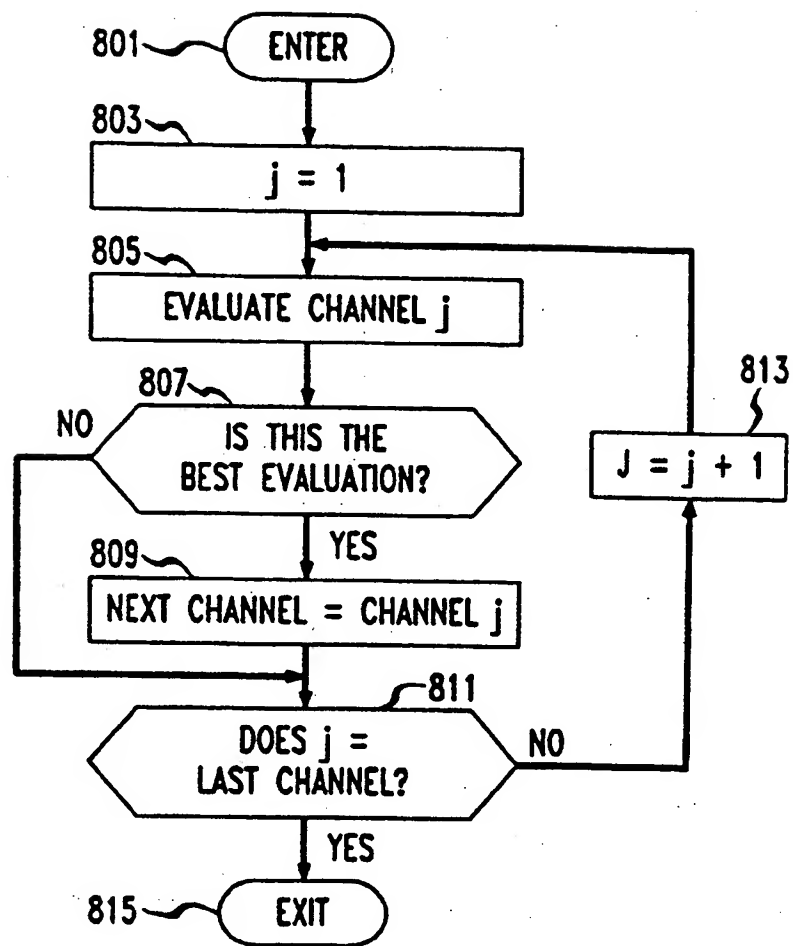 801
ENTER
803
j = 1
805
EVALUATE CHANNEL j
807
NO
IS THIS THE
BEST EVALUATION?
813
J = j + 1
YES
809
NEXT CHANNEL = CHANNEL j
811
DOES j =
LAST CHANNEL?
NO
YES
815
EXIT